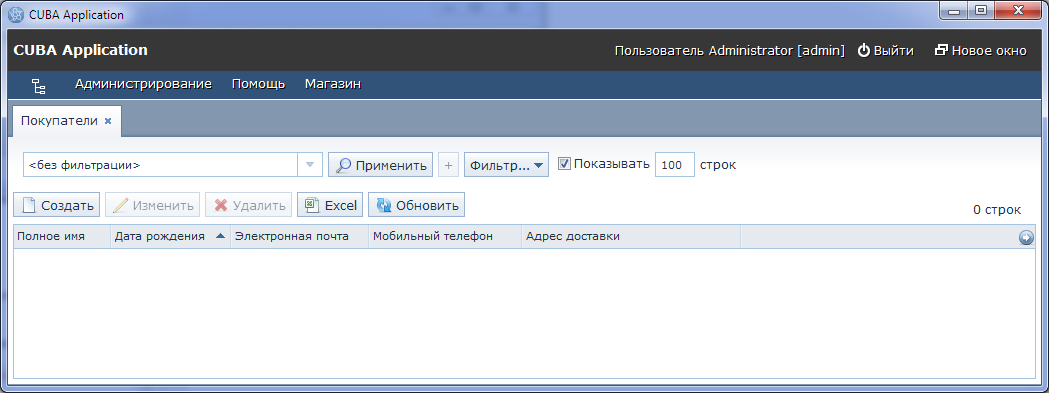 CUBA Application
CUBA Application Пользователь Administrator [admin] Выйти Новое окно
Администрирование Помощь Магазин
Покупатели ×
<без фильтрации> Применить + Фильтр... Показывать 100 строк
Создать Изменить Удалить Excel Обновить 0 строк
Полное имя Дата рождения Электронная почта Мобильный телефон Адрес доставки